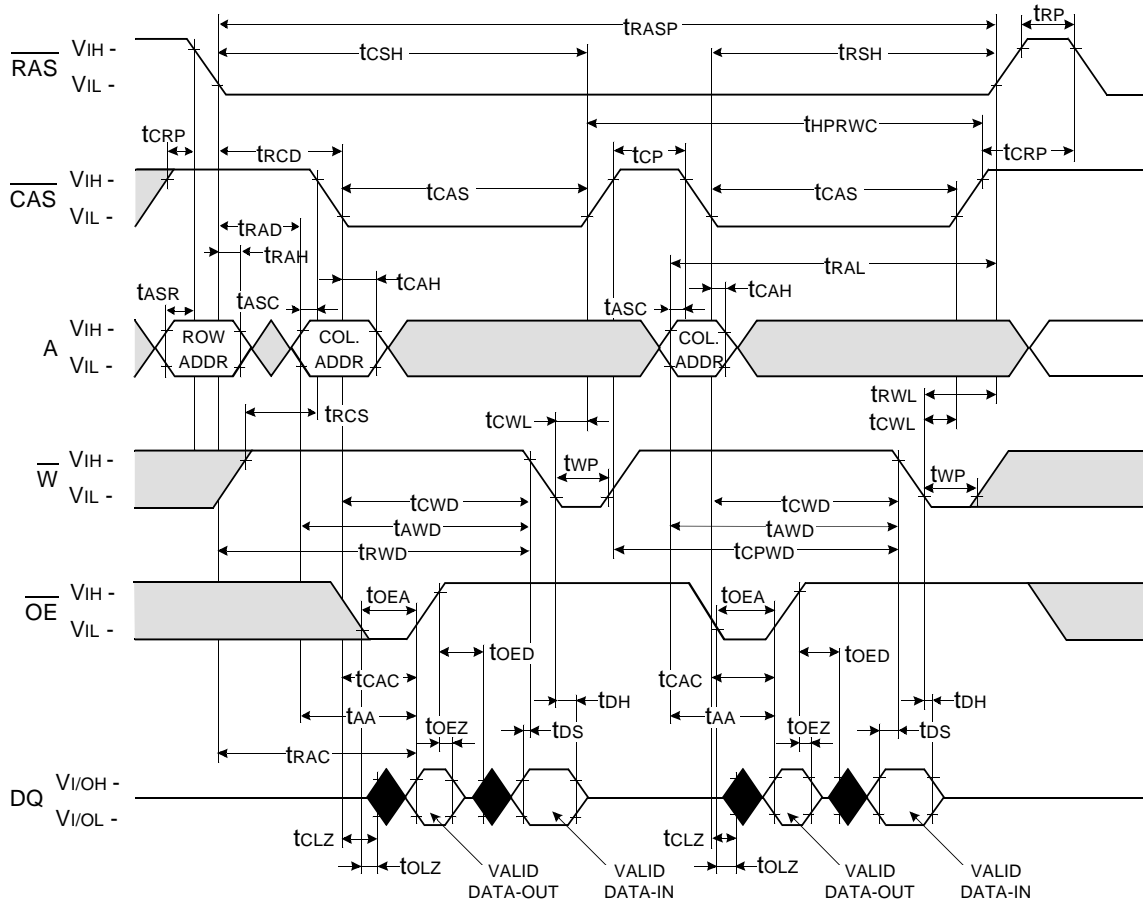 tRASP
tRP
tCSH
tRSH
RAS
VIH -
VIL -
tHPRWC
tCRP
tRCD
tCP
tCRP
CAS
VIH -
VIL -
tCAS
tCAS
tRAD
tRAH
tRAL
tCAH
tCAH
tASR
tASC
tASC
A
VIH -
VIL -
ROW
ADDR
COL.
ADDR
COL.
ADDR
tRWL
tRCS
tCWL
tCWL
W
VIH -
VIL -
tWP
tWP
tCWD
tCWD
tAWD
tAWD
tRWD
tCPWD
OE
VIH -
VIL -
tOEA
tOEA
tOED
tOED
tCAC
tCAC
tDH
tDH
tAA
tAA
tOEZ
tOEZ
tDS
tDS
tRAC
DQ
VI/OH -
VI/OL -
tCLZ
tCLZ
tOLZ
tOLZ
VALID
DATA-OUT
VALID
DATA-IN
VALID
DATA-OUT
VALID
DATA-IN